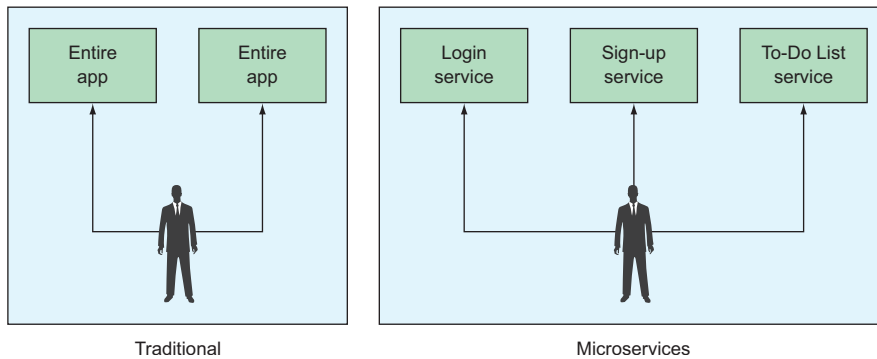 Entire
app
Entire
app
Traditional
Login
service
Sign-up
service
To-Do List
service
Microservices